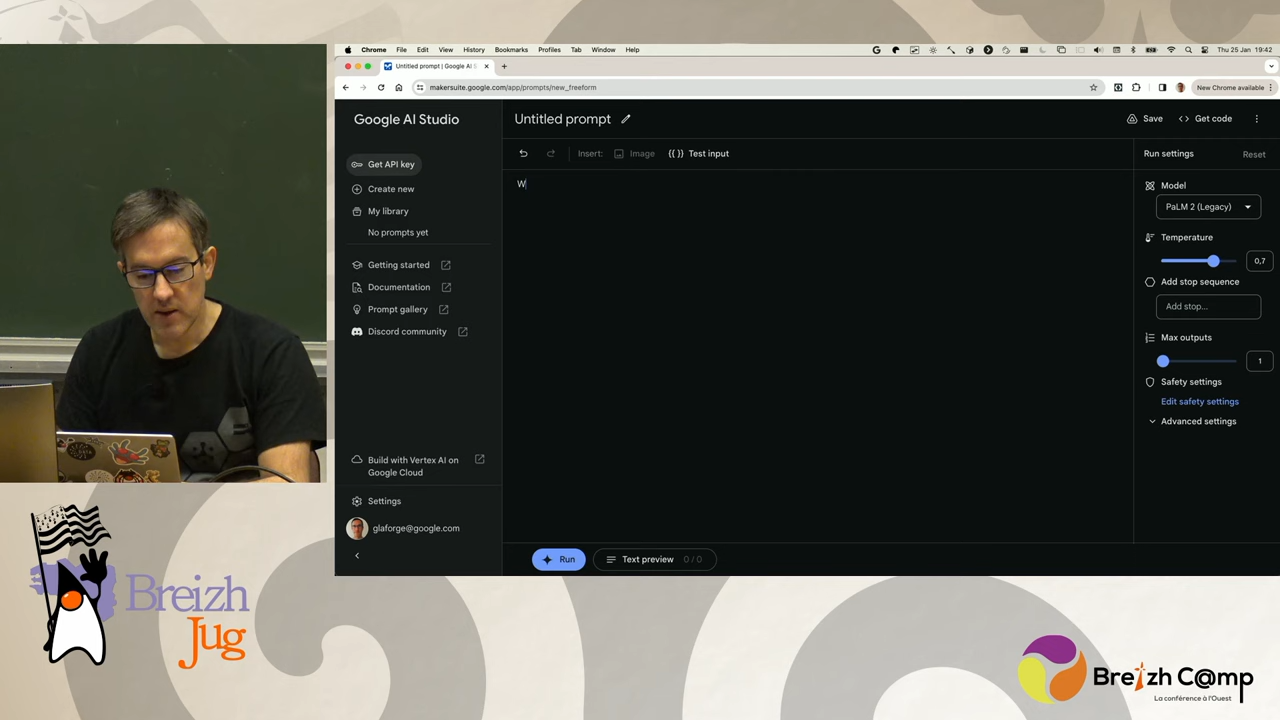 Chrome File Edit View History Bookmarks Profiles Tab Window Help
Thu 25 Jan 19:42
Untitled prompt | Google AI S
makersuite.google.com/app/prompts/new_freeform
New Chrome available
Google AI Studio
Untitled prompt
Save
Get code
Get API key
Create new
My library
No prompts yet
Getting started
Documentation
Prompt gallery
Discord community
Build with Vertex AI on
Google Cloud
Settings
glaforge@google.com
Insert: Image {{ }} Test input
W
Run
Text preview 0 / 0
Run settings
Reset
Model
PaLM 2 (Legacy)
Temperature
0,7
Add stop sequence
Add stop...
Max outputs
1
Safety settings
Edit safety settings
Advanced settings
Breizh
Jug
Breizh C@mp
La conférence à l'Ouest